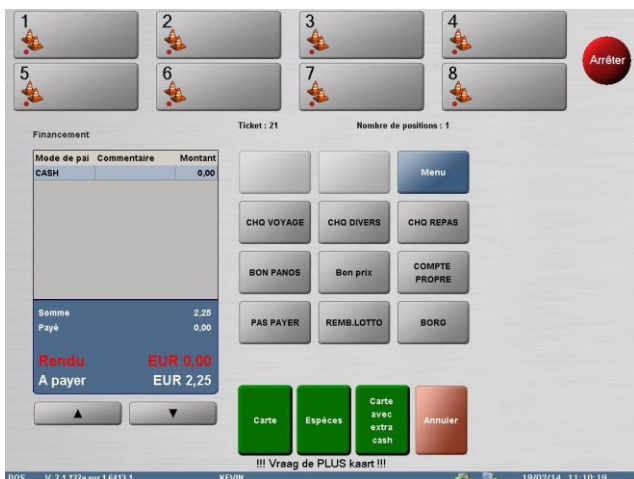 1 2 3 4
Arrêter
5 6 7 8
Ticket : 21 Nombre de positions : 1
Financement
Mode de pai Commentaire Montant
CASH 0,00
Menu
CHQ VOYAGE CHQ DIVERS CHQ REPAS
BON PANOS Bon prix COMPTE PROPRE
PAS PAYER REMB.LOTTO BORG
Somme 2,25
Payé 0,00
Rendu EUR 0,00
A payer EUR 2,25
Carte Espèces Carte avec extra cash Annuler
!!! Vraag de PLUS kaart !!!
POS KEVIN 19/02/14 11:10:19